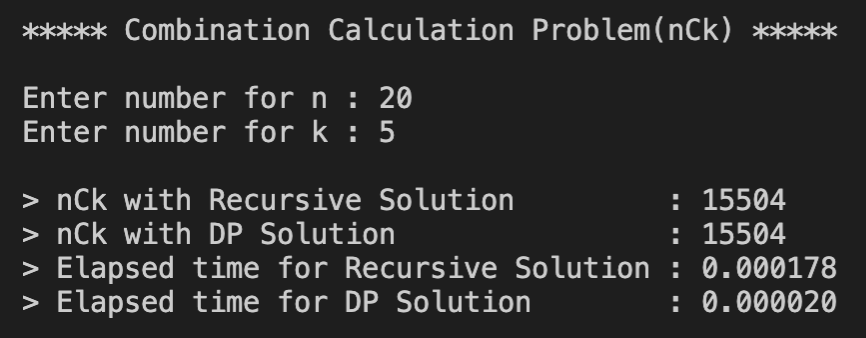 ***** Combination Calculation Problem(nCk) *****
Enter number for n : 20
Enter number for k : 5
> nCk with Recursive Solution : 15504
> nCk with DP Solution : 15504
> Elapsed time for Recursive Solution : 0.000178
> Elapsed time for DP Solution : 0.000020